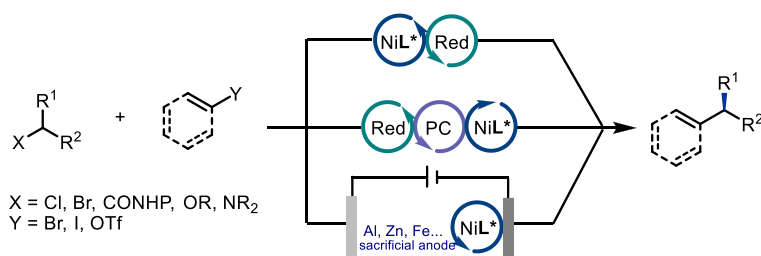 NiL* Red
R¹
X R² + Y
Red PC NiL*
R¹
R²
X = Cl, Br, CONHP, OR, NR₂
Y = Br, I, OTf
Al, Zn, Fe...
sacrificial anode
NiL*